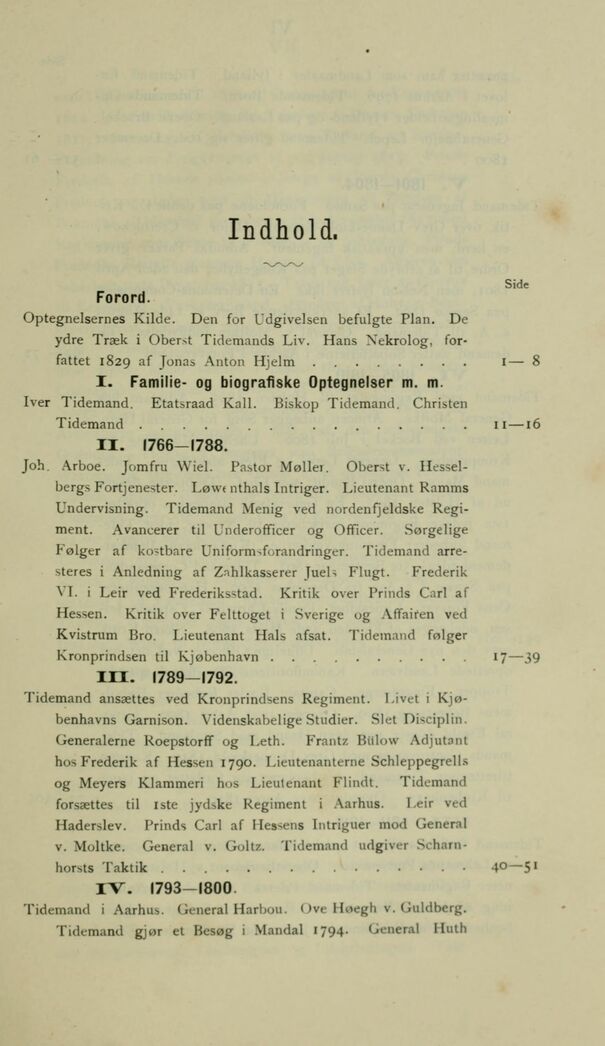 Indhold.
Side
Forord.
Optegnelsernes Kilde. Den for Udgivelsen befulgte Plan. De
ydre Træk i Oberst Tidemands Liv. Hans Nekrolog, for-
fattet 1829 af Jonas Anton Hjelm . . . . . . . . 1— 8
I. Familie- og biografiske Optegnelser m. m.
Iver Tidemand. Etatsraad Kall. Biskop Tidemand. Christen
Tidemand . . . . . . . . . . . . . . . 11—16
II. 1766—1788.
Joh. Arboe. Jomfru Wiel. Pastor Møller. Oberst v. Hessel-
bergs Fortjenester. Løwenthals Intriger. Lieutenant Ramms
Undervisning. Tidemand Menig ved nordenfjeldske Regi-
ment. Avancerer til Underofficer og Officer. Sørgelige
Følger af kostbare Uniformsforandringer. Tidemand arre-
steres i Anledning af Zahlkasserer Juels Flugt. Frederik
VI. i Leir ved Frederiksstad. Kritik over Prinds Carl af
Hessen. Kritik over Felttoget i Sverige og Affairen ved
Kvistrum Bro. Lieutenant Hals afsat. Tidemand følger
Kronprindsen til Kjøbenhavn . . . . . . . . . . 17—39
III. 1789—1792.
Tidemand ansættes ved Kronprindsens Regiment. Livet i Kjø-
benhavns Garnison. Videnskabelige Studier. Slet Disciplin.
Generalerne Roepstorff og Leth. Frantz Bülow Adjutant
hos Frederik af Hessen 1790. Lieutenanterne Schleppegrells
og Meyers Klammeri hos Lieutenant Flindt. Tidemand
forsættes til 1ste jydske Regiment i Aarhus. Leir ved
Haderslev. Prinds Carl af Hessens Intriguer mod General
v. Moltke. General v. Goltz. Tidemand udgiver Scharn-
horsts Taktik . . . . . . . . . . . . . . 40—51
IV. 1793—1800.
Tidemand i Aarhus. General Harbou. Ove Høegh v. Guldberg.
Tidemand gjør et Besøg i Mandal 1794. General Huth